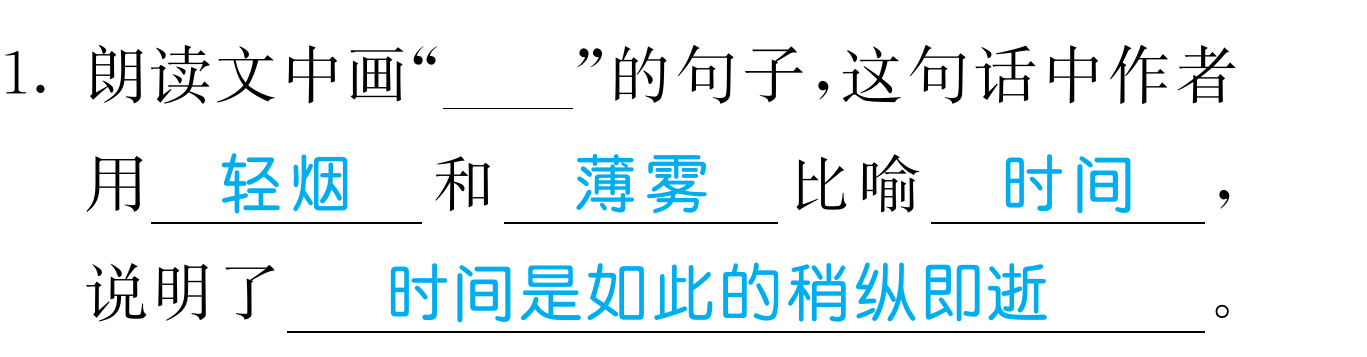 1. 朗读文中画“____”的句子,这句话中作者
用 轻烟 和 薄雾 比喻 时间 ,
说明了 时间是如此的稍纵即逝 。